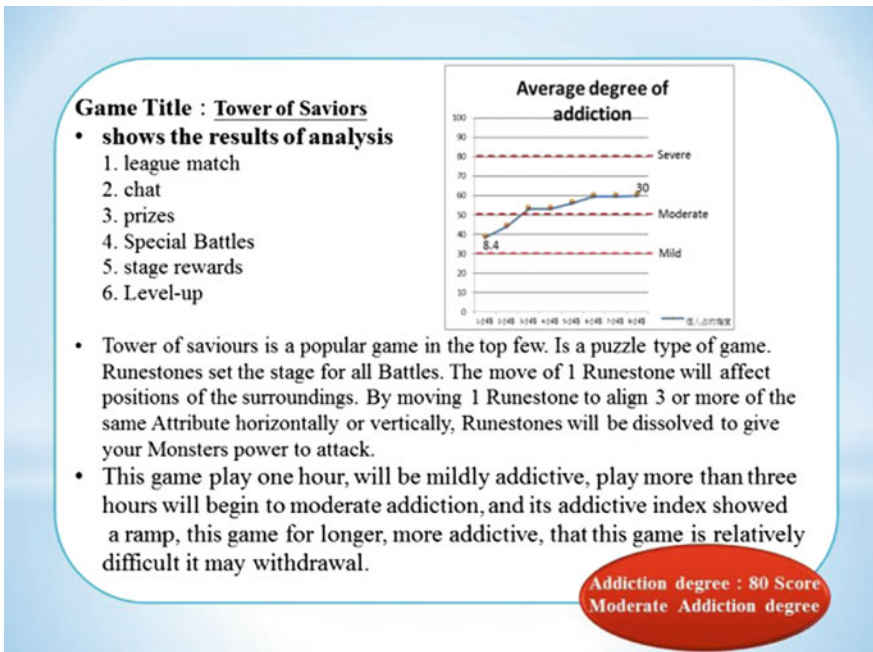 Game Title : Tower of Saviors
• shows the results of analysis
1. league match
2. chat
3. prizes
4. Special Battles
5. stage rewards
6. Level-up
Average degree of
addiction
100
90
80
70
60
50
40
30
20
10
0
Severe
Moderate
Mild
30
8.4
• Tower of saviours is a popular game in the top few. Is a puzzle type of game.
Runestones set the stage for all Battles. The move of 1 Runestone will affect
positions of the surroundings. By moving 1 Runestone to align 3 or more of the
same Attribute horizontally or vertically, Runestones will be dissolved to give
your Monsters power to attack.
• This game play one hour, will be mildly addictive, play more than three
hours will begin to moderate addiction, and its addictive index showed
a ramp, this game for longer, more addictive, that this game is relatively
difficult it may withdrawal.
Addiction degree : 80 Score
Moderate Addiction degree